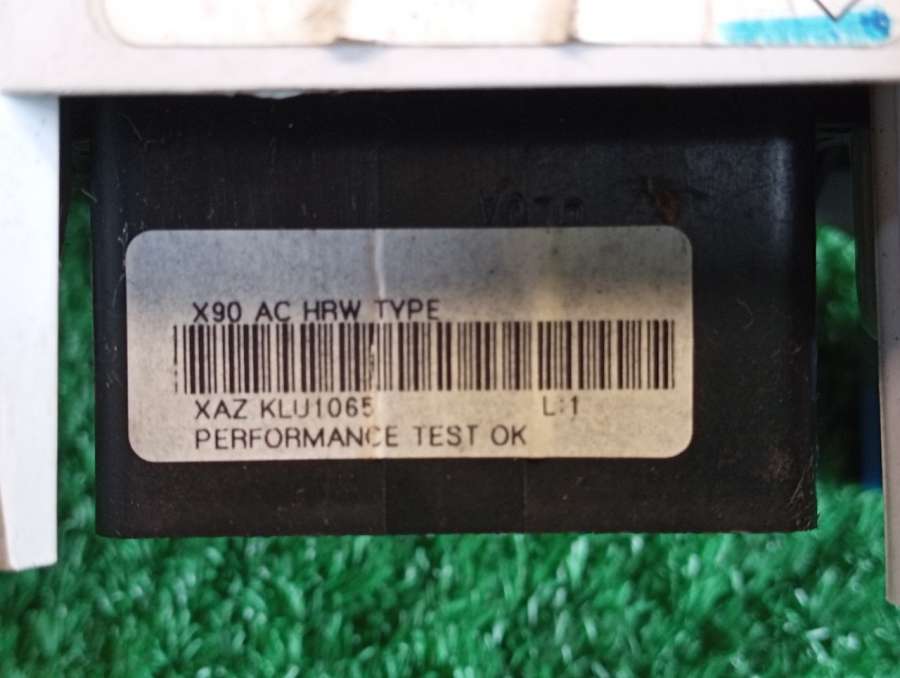 X90 AC HRW TYPE
XAZ KLU1065 L:1
PERFORMANCE TEST OK